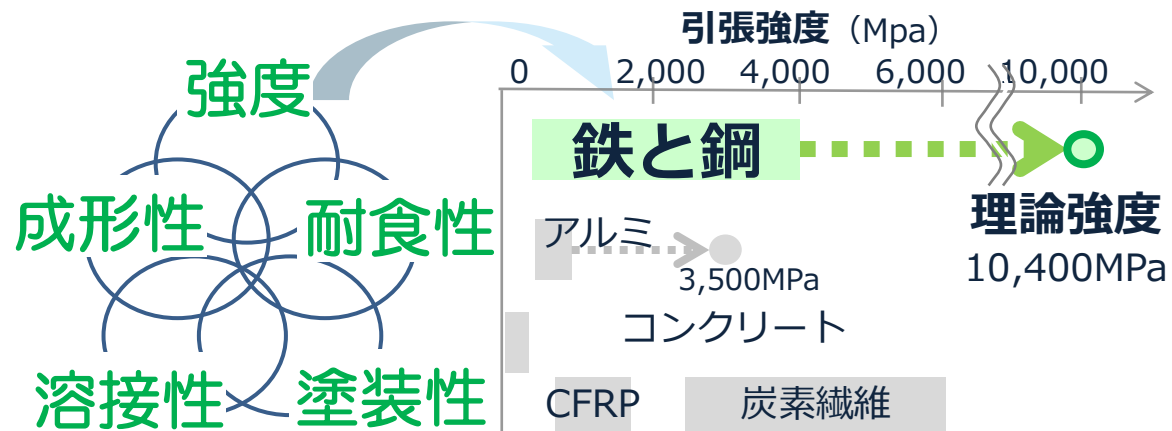 強度
成形性
耐食性
溶接性
塗装性
引張強度（Mpa）
0 2,000 4,000 6,000 10,000
鉄と鋼
理論強度
10,400MPa
アルミ
3,500MPa
コンクリート
CFRP
炭素繊維